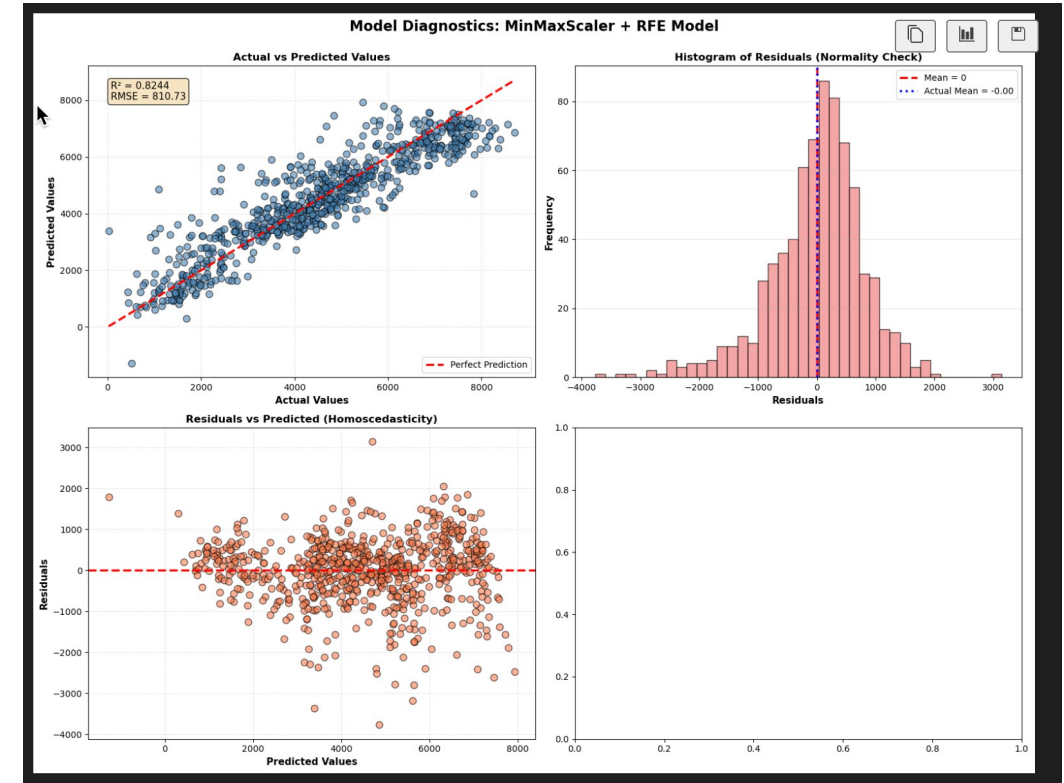 Model Diagnostics: MinMaxScaler + RFE Model
Actual vs Predicted Values
R² = 0.8244
RMSE = 810.73
8000
6000
4000
2000
0
Predicted Values
Perfect Prediction
0 2000 4000 6000 8000
Actual Values
Histogram of Residuals (Normality Check)
Mean = 0
Actual Mean = -0.00
80
60
40
20
0
Frequency
−4000 −3000 −2000 −1000 0 1000 2000 3000
Residuals
Residuals vs Predicted (Homoscedasticity)
3000
2000
1000
0
−1000
−2000
−3000
−4000
Residuals
0 2000 4000 6000 8000
Predicted Values
1.0
0.8
0.6
0.4
0.2
0.0
0.0 0.2 0.4 0.6 0.8 1.0